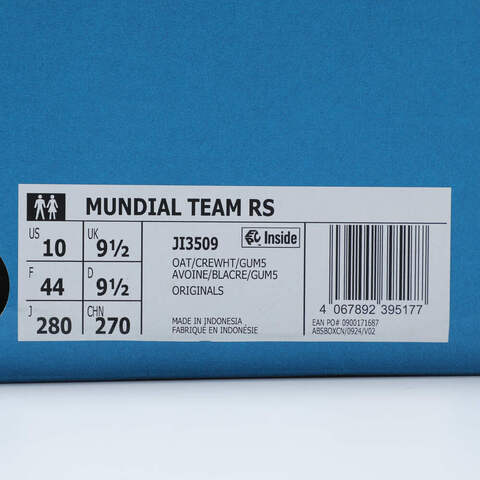 MUNDIAL TEAM RS
US 10 UK 9½
F 44 D 9½
J 280 CHN 270
JI3509
Inside
OAT/CREWHT/GUM5
AVOINE/BLACRE/GUM5
ORIGINALS
MADE IN INDONESIA
FABRIQUÉ EN INDONÉSIE
4 067892 395177
EAN PO# 0900171687
ABSBOXCN/0924/V02